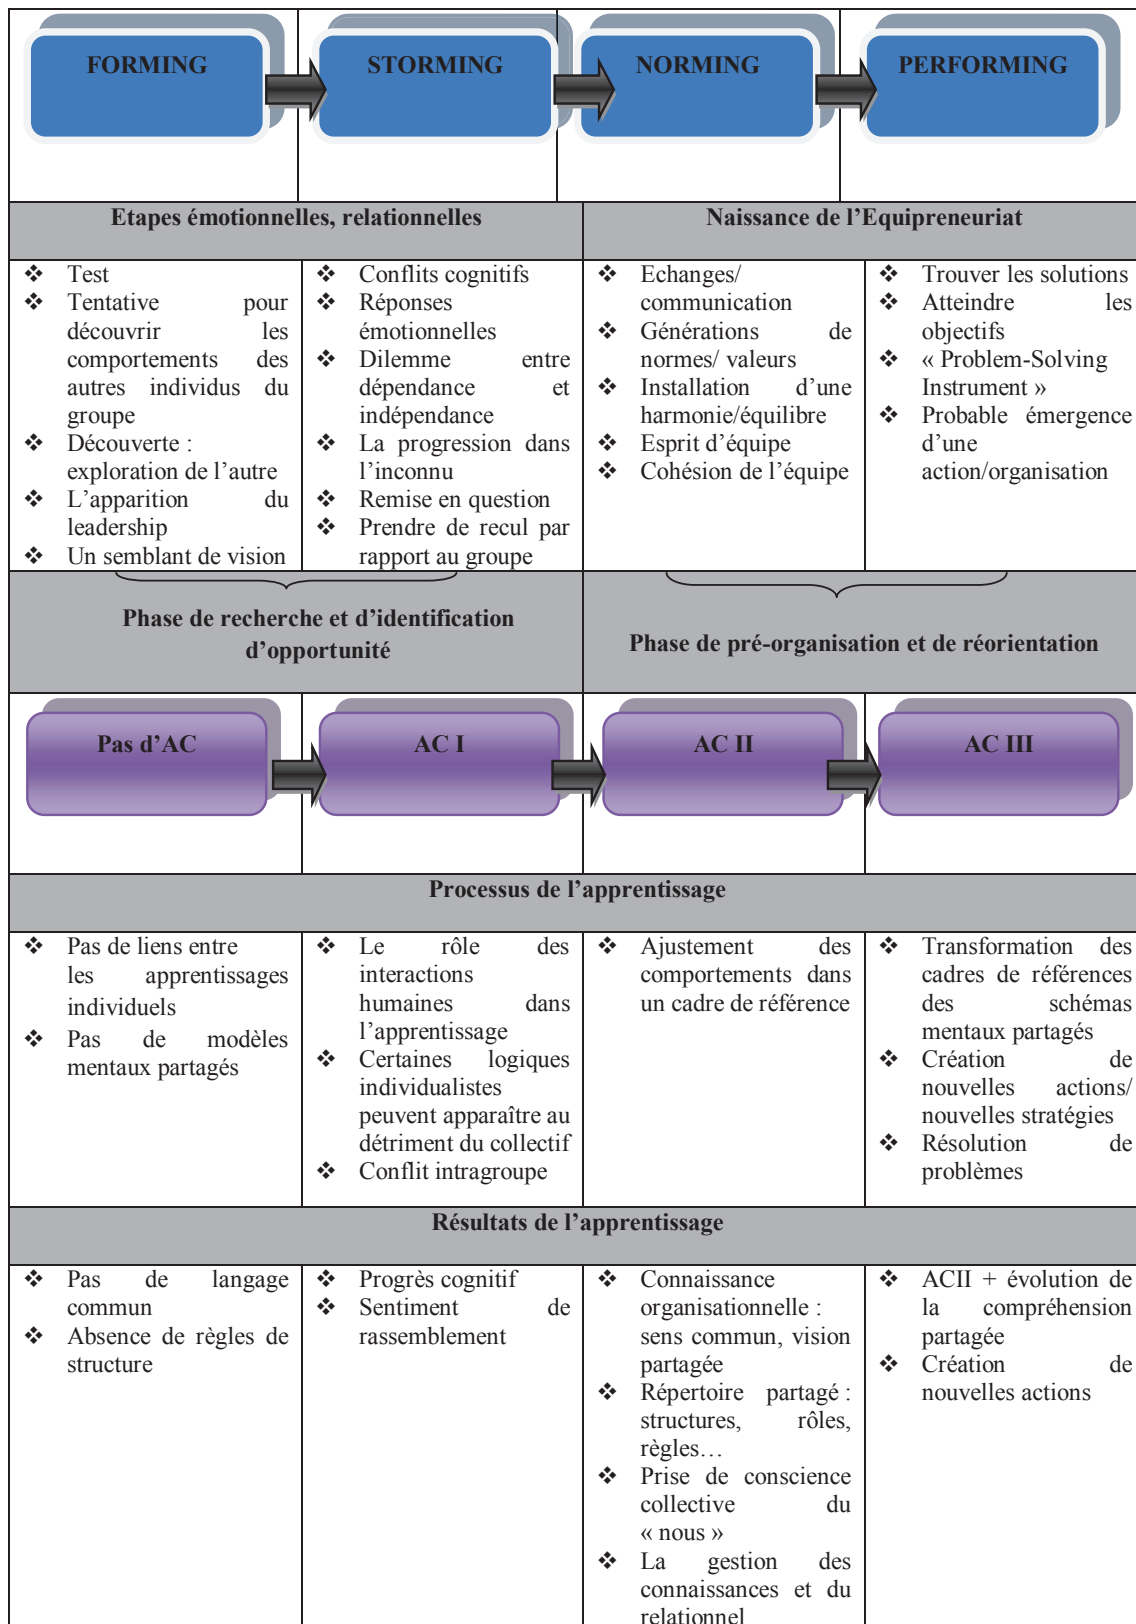 FORMING
STORMING
NORMING
PERFORMING
Etapes émotionnelles, relationnelles
Naissance de l’Equipreneuriat
❖ Test
❖ Tentative pour
découvrir les
comportements des
autres individus du
groupe
❖ Découverte :
exploration de l’autre
❖ L’apparition du
leadership
❖ Un semblant de vision
❖ Conflits cognitifs
❖ Réponses
émotionnelles
❖ Dilemme entre
dépendance et
indépendance
❖ La progression dans
l’inconnu
❖ Remise en question
❖ Prendre de recul par
rapport au groupe
❖ Echanges/
communication
❖ Générations de
normes/ valeurs
❖ Installation d’une
harmonie/équilibre
❖ Esprit d’équipe
❖ Cohésion de l’équipe
❖ Trouver les solutions
❖ Atteindre les
objectifs
❖ « Problem-Solving
Instrument »
❖ Probable émergence
d’une
action/organisation
Phase de recherche et d’identification
d’opportunité
Phase de pré-organisation et de réorientation
Pas d’AC
AC I
AC II
AC III
Processus de l’apprentissage
❖ Pas de liens entre
les apprentissages
individuels
❖ Pas de modèles
mentaux partagés
❖ Le rôle des
interactions
humaines dans
l’apprentissage
❖ Certaines logiques
individualistes
peuvent apparaître au
détriment du collectif
❖ Conflit intragroupe
❖ Ajustement des
comportements dans
un cadre de référence
❖ Transformation des
cadres de références
des schémas
mentaux partagés
❖ Création de
nouvelles actions/
nouvelles stratégies
❖ Résolution de
problèmes
Résultats de l’apprentissage
❖ Pas de langage
commun
❖ Absence de règles de
structure
❖ Progrès cognitif
❖ Sentiment de
rassemblement
❖ Connaissance
organisationnelle :
sens commun, vision
partagée
❖ Répertoire partagé :
structures, rôles,
règles…
❖ Prise de conscience
collective du
« nous »
❖ La gestion des
connaissances et du
relationnel
❖ ACII + évolution de
la compréhension
partagée
❖ Création de
nouvelles actions